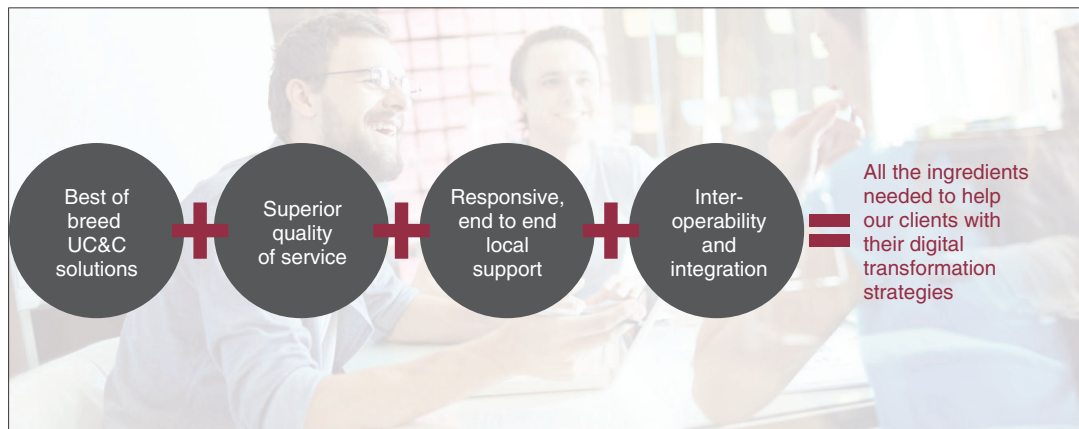 Best of
breed
UC&C
solutions
+
Superior
quality
of service
+
Responsive,
end to end
local
support
+
Inter-
operability
and
integration
=
All the ingredients
needed to help
our clients with
their digital
transformation
strategies